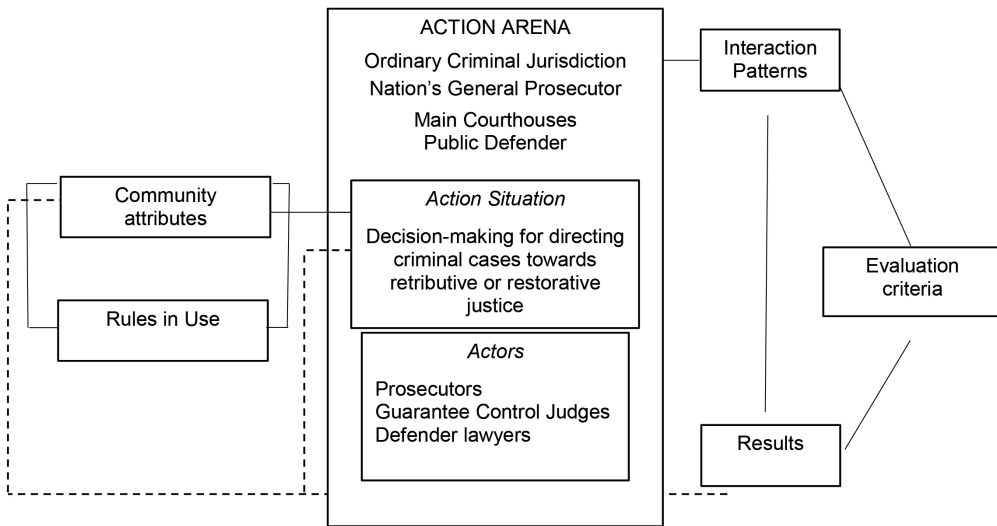 ACTION ARENA
Ordinary Criminal Jurisdiction
Nation's General Prosecutor
Main Courthouses
Public Defender
Interaction
Patterns
Community
attributes
Action Situation
Decision-making for directing
criminal cases towards
retributive or restorative
justice
Evaluation
criteria
Rules in Use
Actors
Prosecutors
Guarantee Control Judges
Defender lawyers
Results